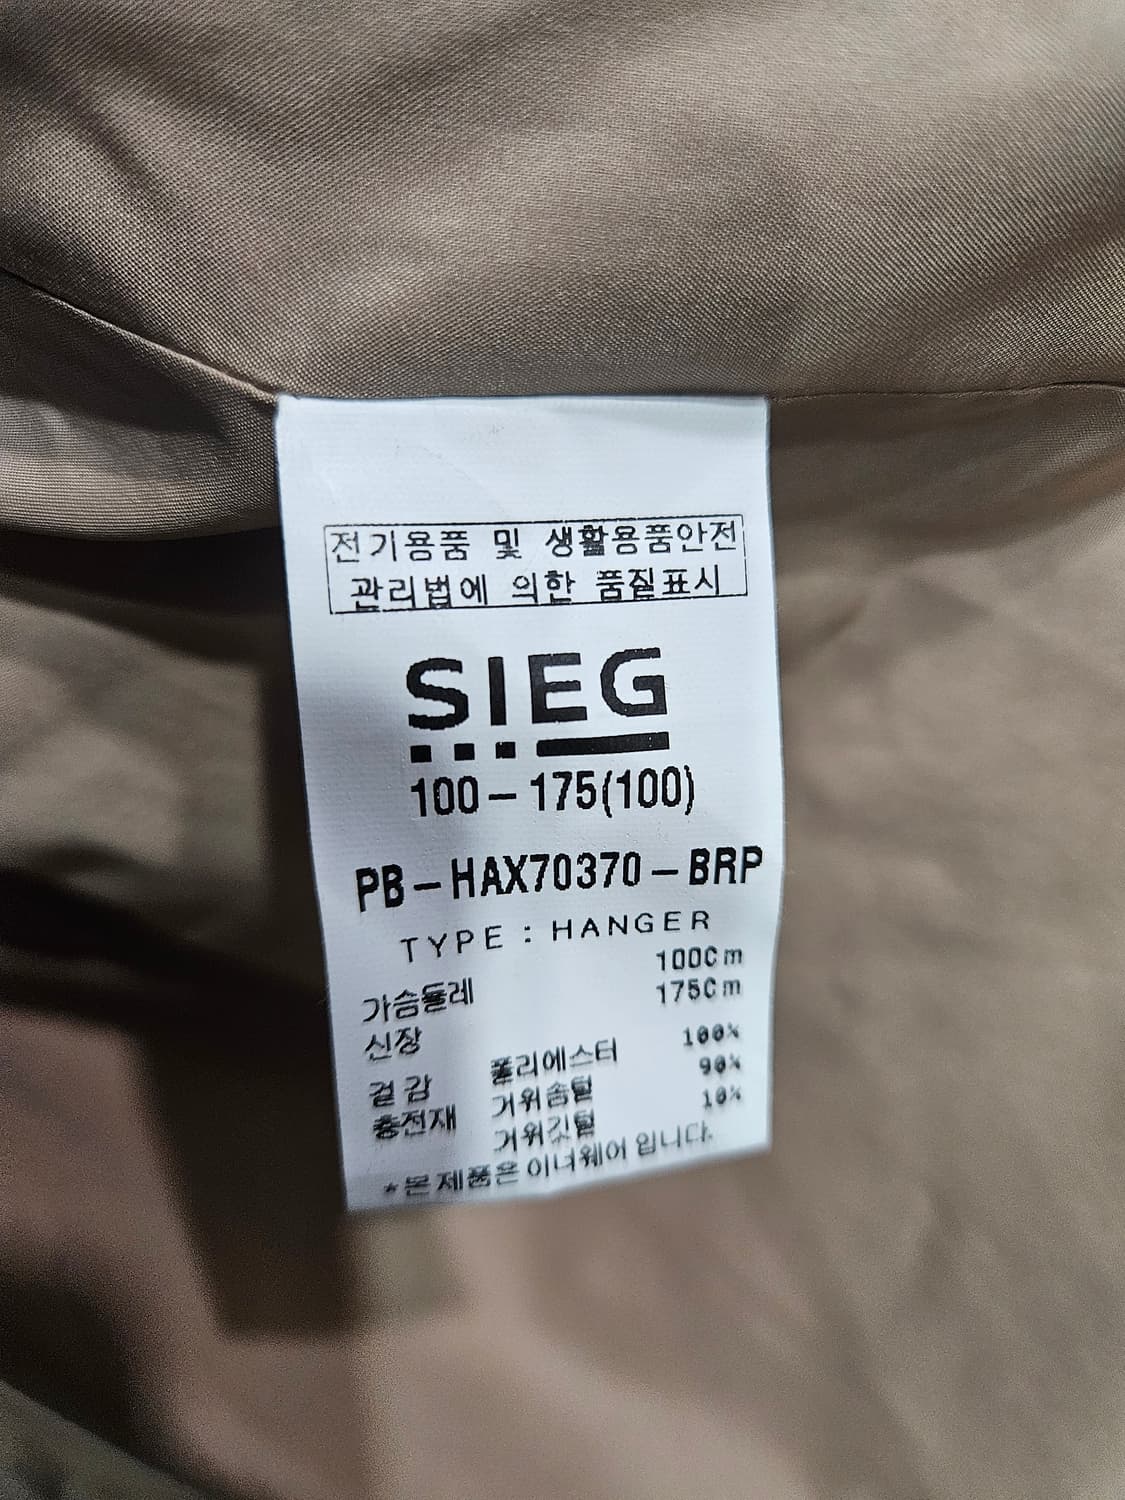 전기용품 및 생활용품안전
관리법에 의한 품질표시
SIEG
100-175(100)
PB-HAX70370-BRP
TYPE : HANGER
가슴둘레 100Cm
신장 175Cm
겉감 폴리에스터 100%
충전재 거위솜털 90%
거위깃털 10%
*본 제품은 이너웨어 입니다.